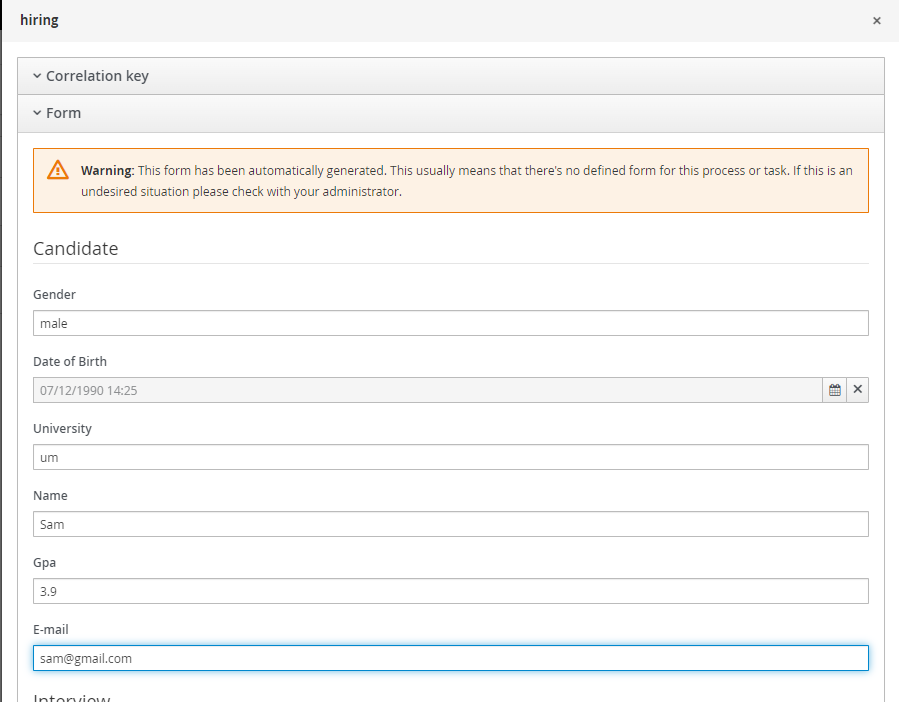 hiring
Correlation key
Form
Warning: This form has been automatically generated. This usually means that there's no defined form for this process or task. If this is an
undesired situation please check with your administrator.
Candidate
Gender
male
Date of Birth
07/12/1990 14:25
University
um
Name
Sam
Gpa
3.9
E-mail
sam@gmail.com
Interview